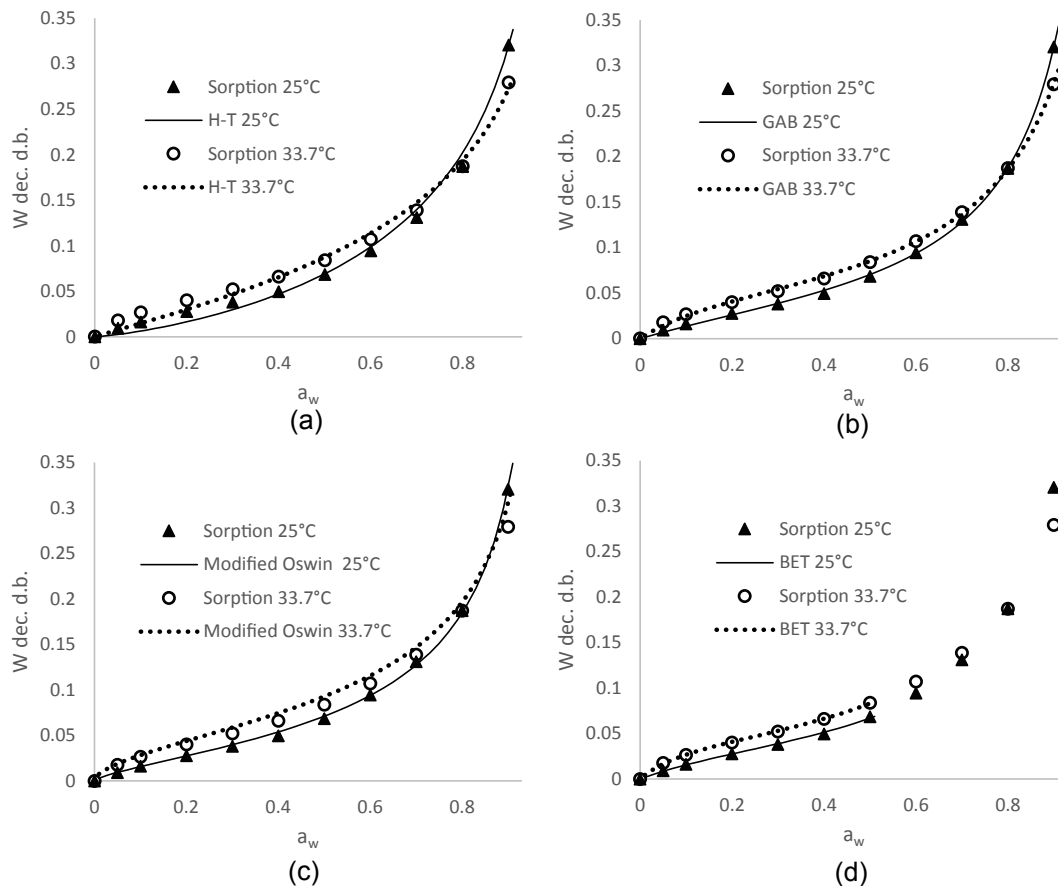 0.35
0.3
0.25
0.2
0.15
0.1
0.05
0
W dec. d.b.
Sorption 25°C
H-T 25°C
Sorption 33.7°C
H-T 33.7°C
0 0.2 0.4 0.6 0.8
a_w
(a)
0.35
0.3
0.25
0.2
0.15
0.1
0.05
0
W dec. d.b.
Sorption 25°C
GAB 25°C
Sorption 33.7°C
GAB 33.7°C
0 0.2 0.4 0.6 0.8
a_w
(b)
0.35
0.3
0.25
0.2
0.15
0.1
0.05
0
W dec. d.b.
Sorption 25°C
Modified Oswin 25°C
Sorption 33.7°C
Modified Oswin 33.7°C
0 0.2 0.4 0.6 0.8
a_w
(c)
0.35
0.3
0.25
0.2
0.15
0.1
0.05
0
W dec. d.b.
Sorption 25°C
BET 25°C
Sorption 33.7°C
BET 33.7°C
0 0.2 0.4 0.6 0.8
a_w
(d)